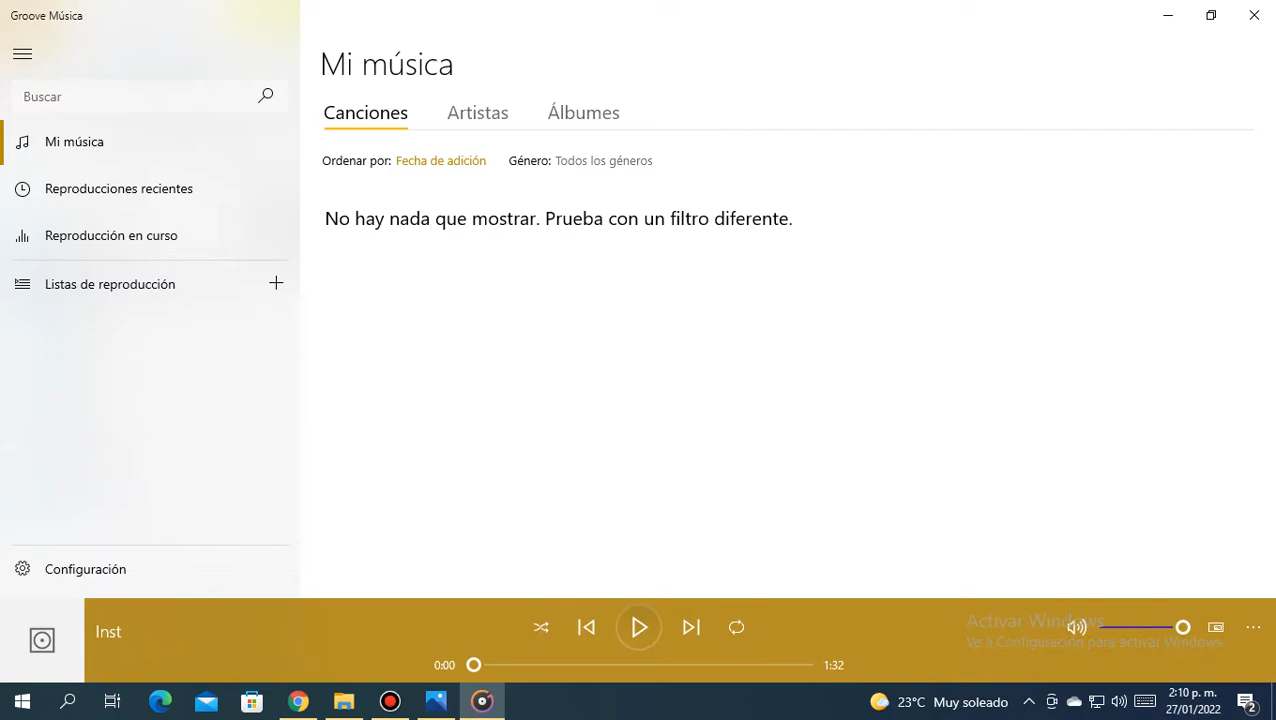 Groove Música
Buscar
Mi música
Reproducciones recientes
Reproducción en curso
Listas de reproducción
Configuración
Mi música
Canciones Artistas Álbumes
Ordenar por: Fecha de adición Género: Todos los géneros
No hay nada que mostrar. Prueba con un filtro diferente.
Inst
0:00
1:32
Activar Windows
Ve a Configuración para activar Windows.
23°C Muy soleado
2:10 p. m.
27/01/2022
2